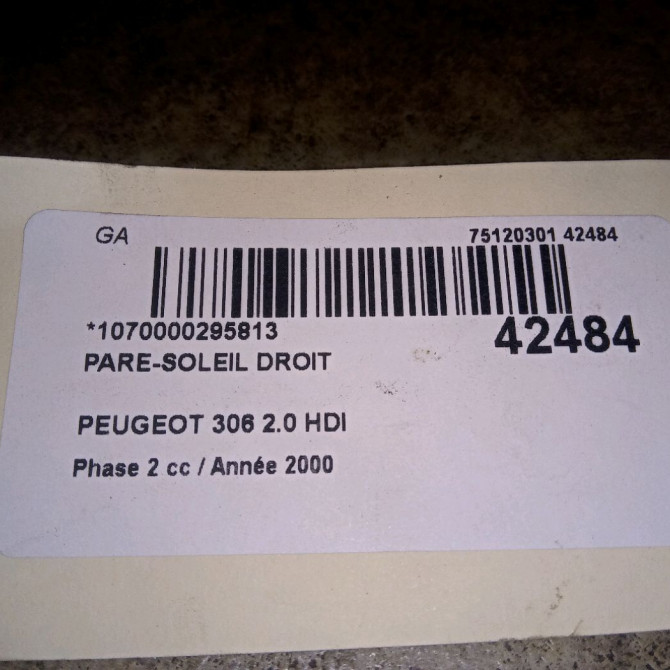 GA 75120301 42484
*1070000295813 42484
PARE-SOLEIL DROIT
PEUGEOT 306 2.0 HDI
Phase 2 cc / Année 2000